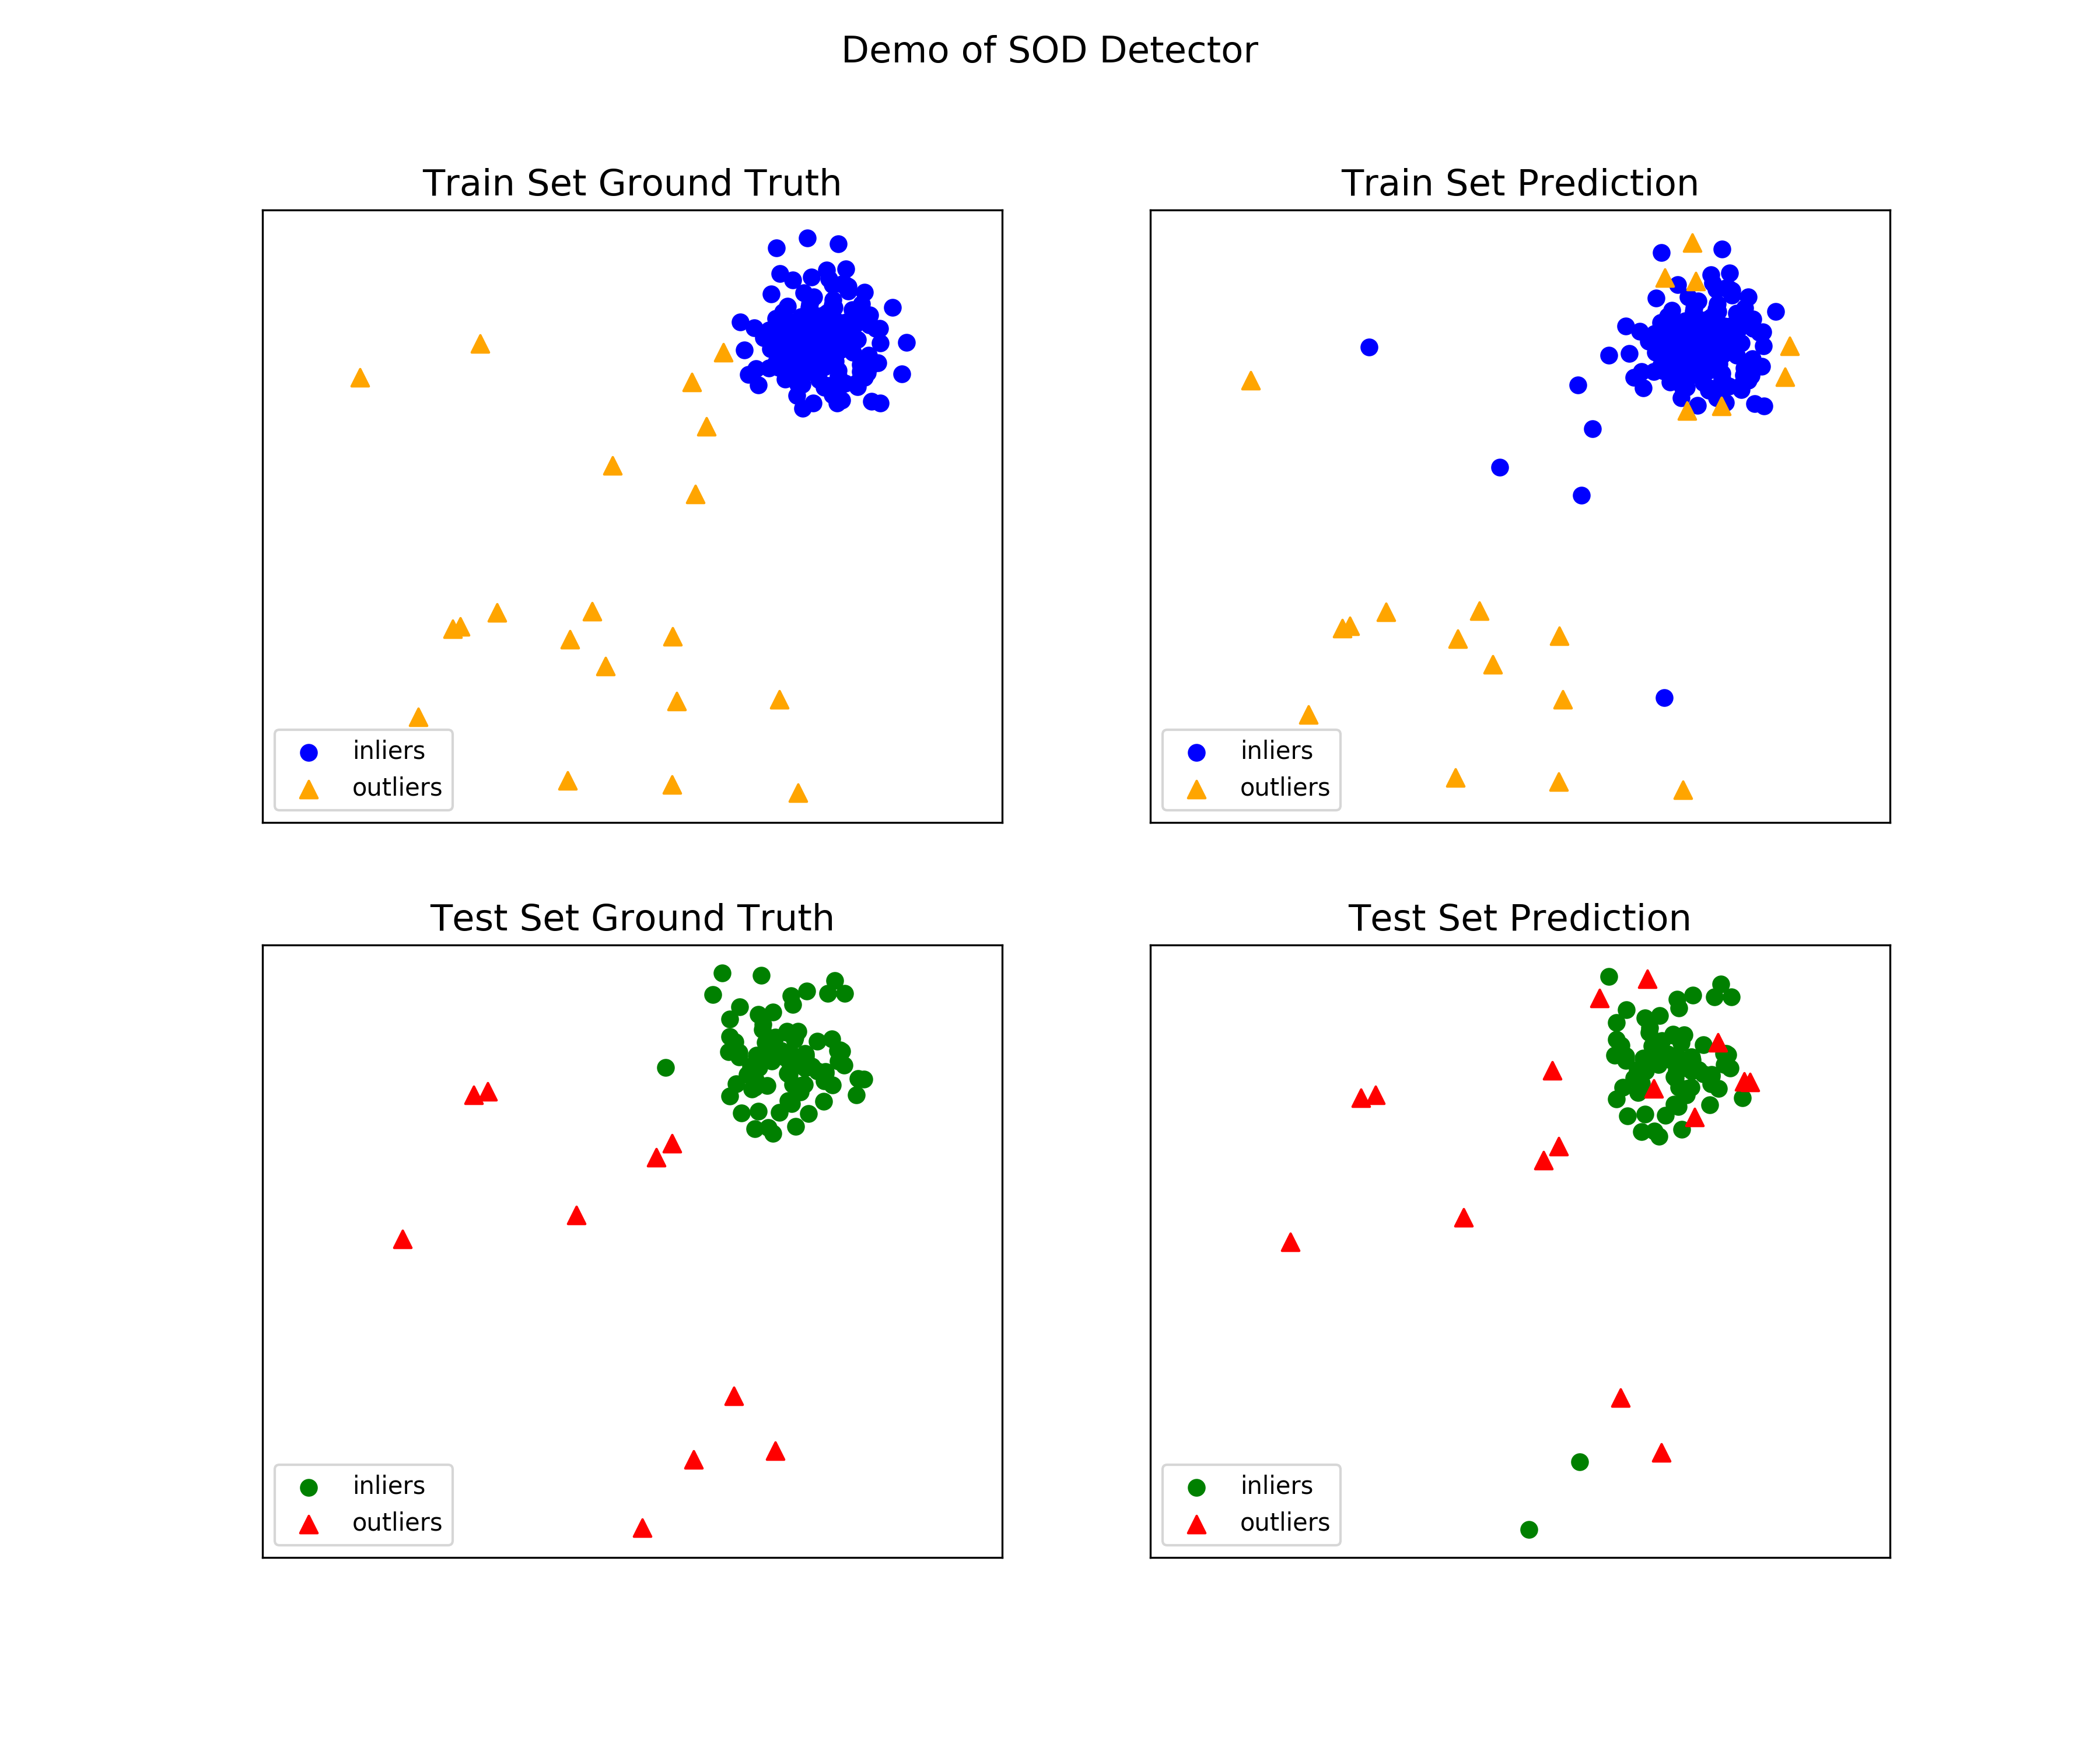 Demo of SOD Detector
Train Set Ground Truth
Train Set Prediction
inliers
outliers
inliers
outliers
Test Set Ground Truth
Test Set Prediction
inliers
outliers
inliers
outliers